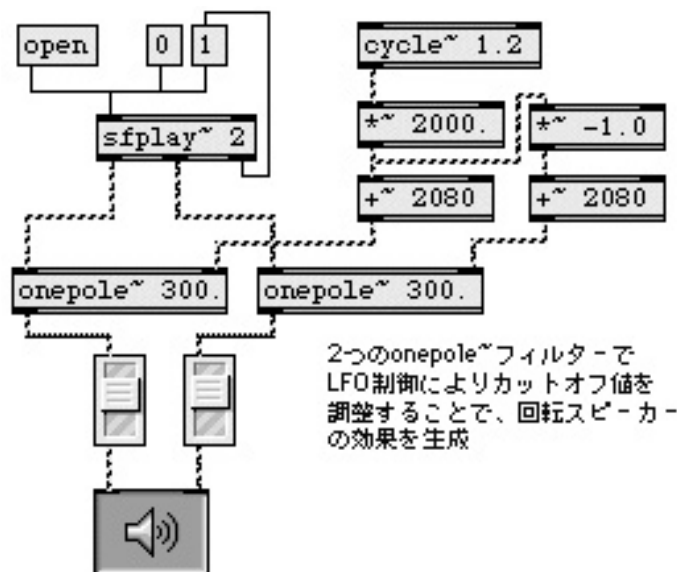 open
0
1
cycle~ 1.2
*~ 2000.
*~ -1.0
sfplay~ 2
+~ 2080
+~ 2080
onepole~ 300.
onepole~ 300.
2つのonepole~フィルターで
LFO制御によりカットオフ値を
調整することで、回転スピーカー
の効果を生成